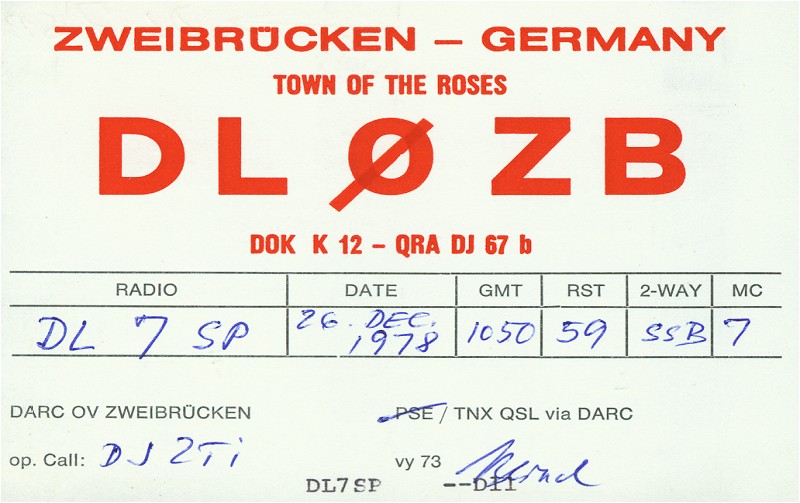 ZWEIBRÜCKEN – GERMANY
TOWN OF THE ROSES
DLØZB
DOK K 12 – QRA DJ 67 b
RADIO DATE GMT RST 2-WAY MC
DL 7 SP 26. DEC. 1978 1050 59 SSB 7
DARC OV ZWEIBRÜCKEN PSE / TNX QSL via DARC
op. Call: DJ 2Ti vy 73
DL7SP --D11